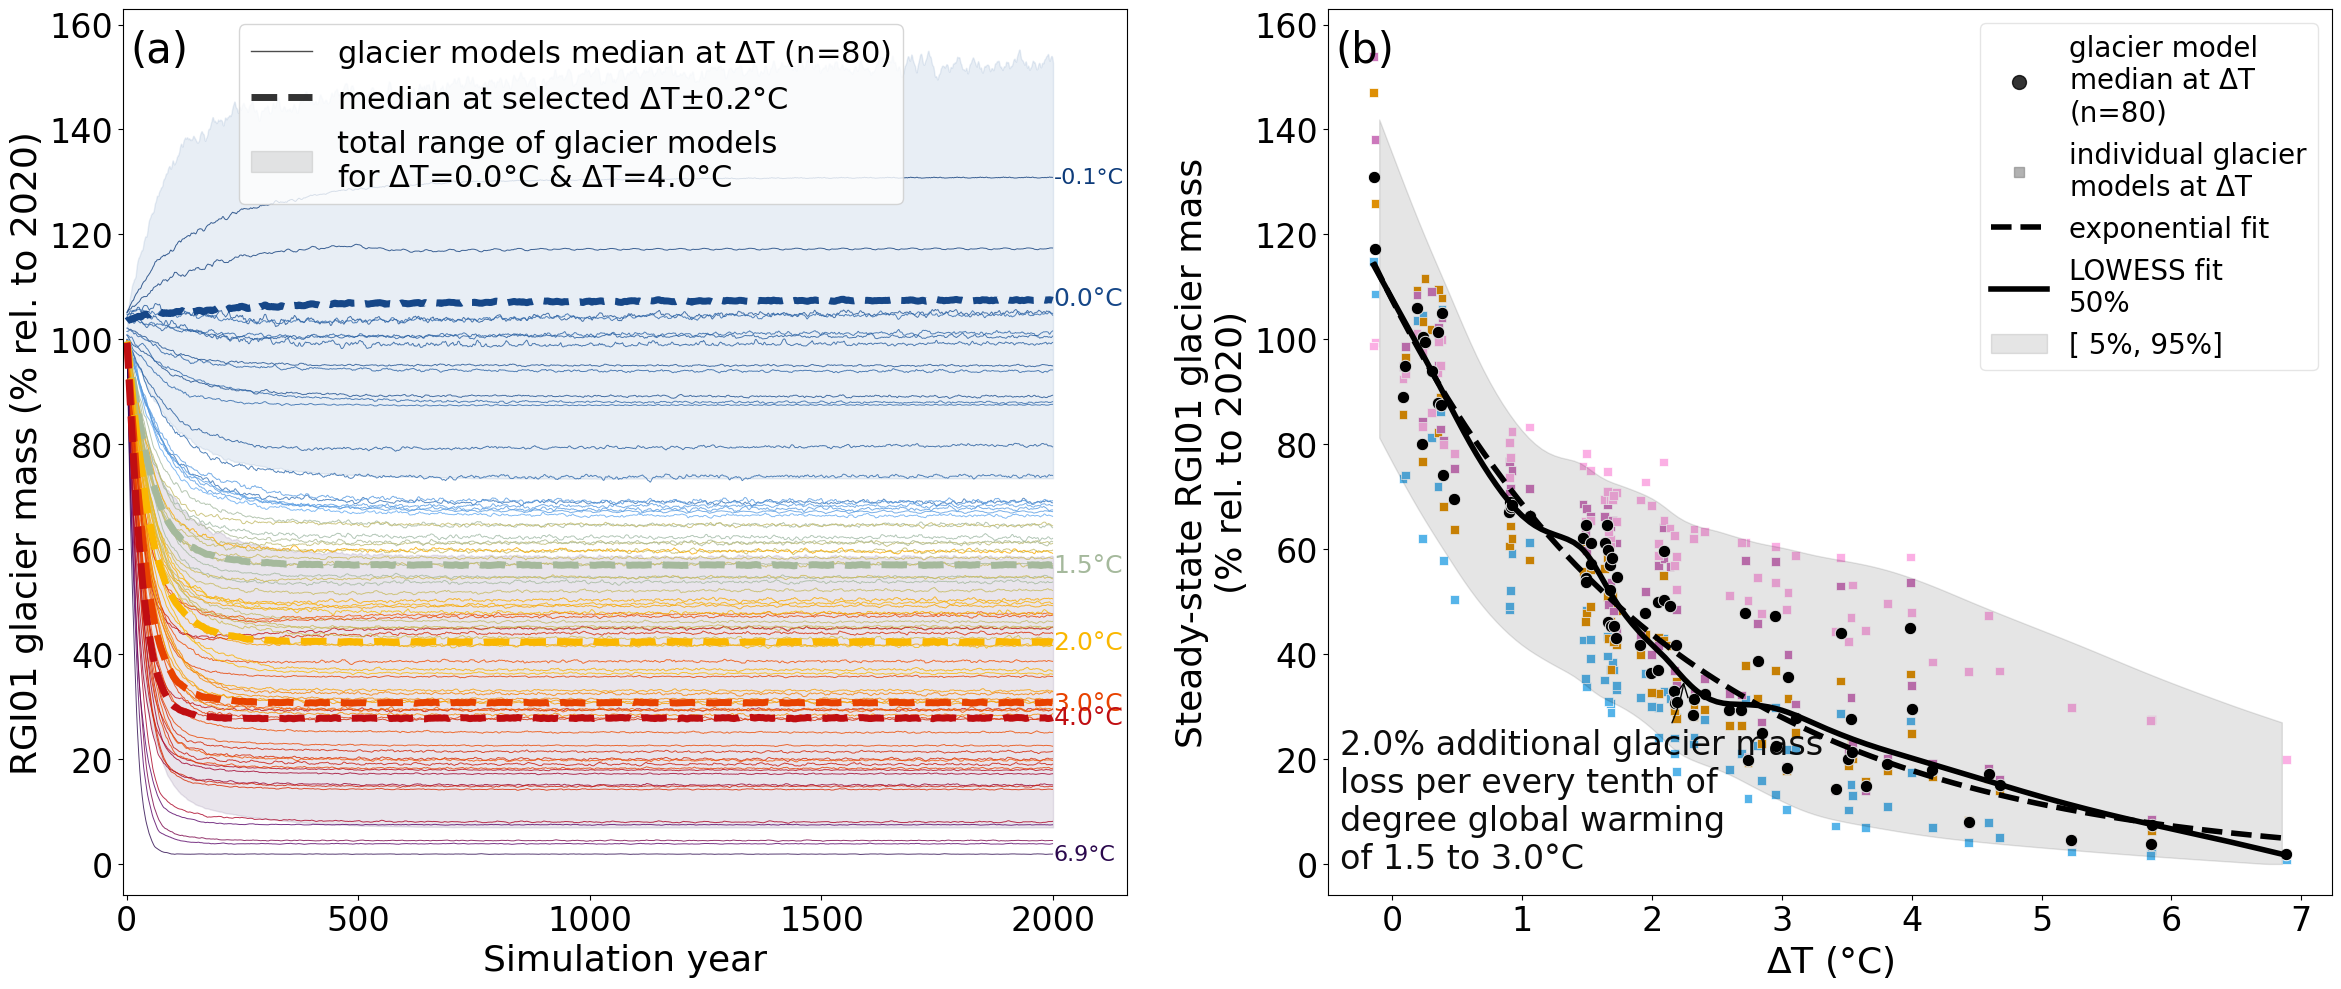 (a)
glacier models median at ΔT (n=80)
median at selected ΔT±0.2°C
total range of glacier models
for ΔT=0.0°C & ΔT=4.0°C
RGI01 glacier mass (% rel. to 2020)
160
140
120
100
80
60
40
20
0
-0.1°C
0.0°C
1.5°C
2.0°C
3.0°C
4.0°C
6.9°C
0
500
1000
1500
2000
Simulation year
(b)
glacier model
median at ΔT
(n=80)
individual glacier
models at ΔT
exponential fit
LOWESS fit
50%
[ 5%, 95%]
Steady-state RGI01 glacier mass
(% rel. to 2020)
160
140
120
100
80
60
40
20
0
2.0% additional glacier mass
loss per every tenth of
degree global warming
of 1.5 to 3.0°C
0
1
2
3
4
5
6
7
ΔT (°C)